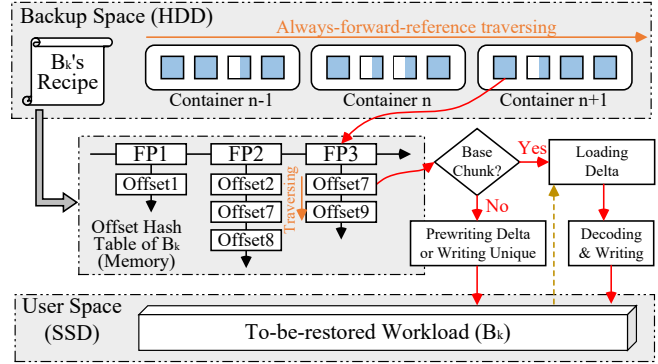 Backup Space (HDD)
Always-forward-reference traversing
Bₖ's
Recipe
Container n-1
Container n
Container n+1
FP1
FP2
FP3
Offset1
Offset2
Offset7
Offset8
Traversing
Offset7
Offset9
Offset Hash
Table of Bₖ
(Memory)
Base
Chunk?
Yes
No
Loading
Delta
Prewriting Delta
or Writing Unique
Decoding
& Writing
User Space
(SSD)
To-be-restored Workload (Bₖ)